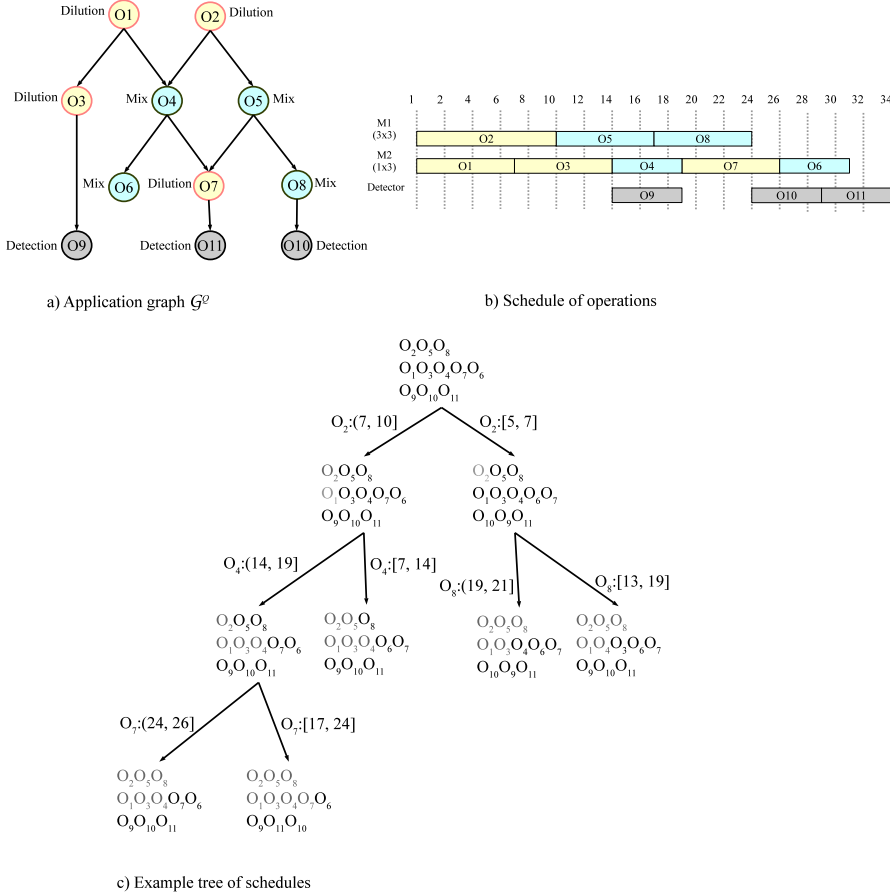 Dilution O1 O2 Dilution
Dilution O3 Mix O4 O5 Mix
Mix O6 Dilution O7 O8 Mix
Detection O9 Detection O11 O10 Detection
a) Application graph 𝒢^Q
1 2 4 6 8 10 12 14 16 18 20 22 24 26 28 30 32 34
M1
(3x3)
O2 O5 O8
M2
(1x3)
O1 O3 O4 O7 O6
Detector
O9 O10 O11
b) Schedule of operations
O₂O₅O₈
O₁O₃O₄O₇O₆
O₉O₁₀O₁₁
O₂:(7, 10] O₂:[5, 7]
O₂O₅O₈
O₁O₃O₄O₇O₆
O₉O₁₀O₁₁
O₂O₅O₈
O₁O₃O₄O₆O₇
O₁₀O₉O₁₁
O₄:(14, 19] O₄:[7, 14] O₈:(19, 21] O₈:[13, 19]
O₂O₅O₈
O₁O₃O₄O₇O₆
O₉O₁₀O₁₁
O₂O₅O₈
O₁O₃O₄O₆O₇
O₉O₁₀O₁₁
O₂O₅O₈
O₁O₃O₄O₆O₇
O₁₀O₉O₁₁
O₂O₅O₈
O₁O₄O₃O₆O₇
O₉O₁₀O₁₁
O₇:(24, 26] O₇:[17, 24]
O₂O₅O₈
O₁O₃O₄O₇O₆
O₉O₁₀O₁₁
O₂O₅O₈
O₁O₃O₄O₇O₆
O₉O₁₁O₁₀
c) Example tree of schedules